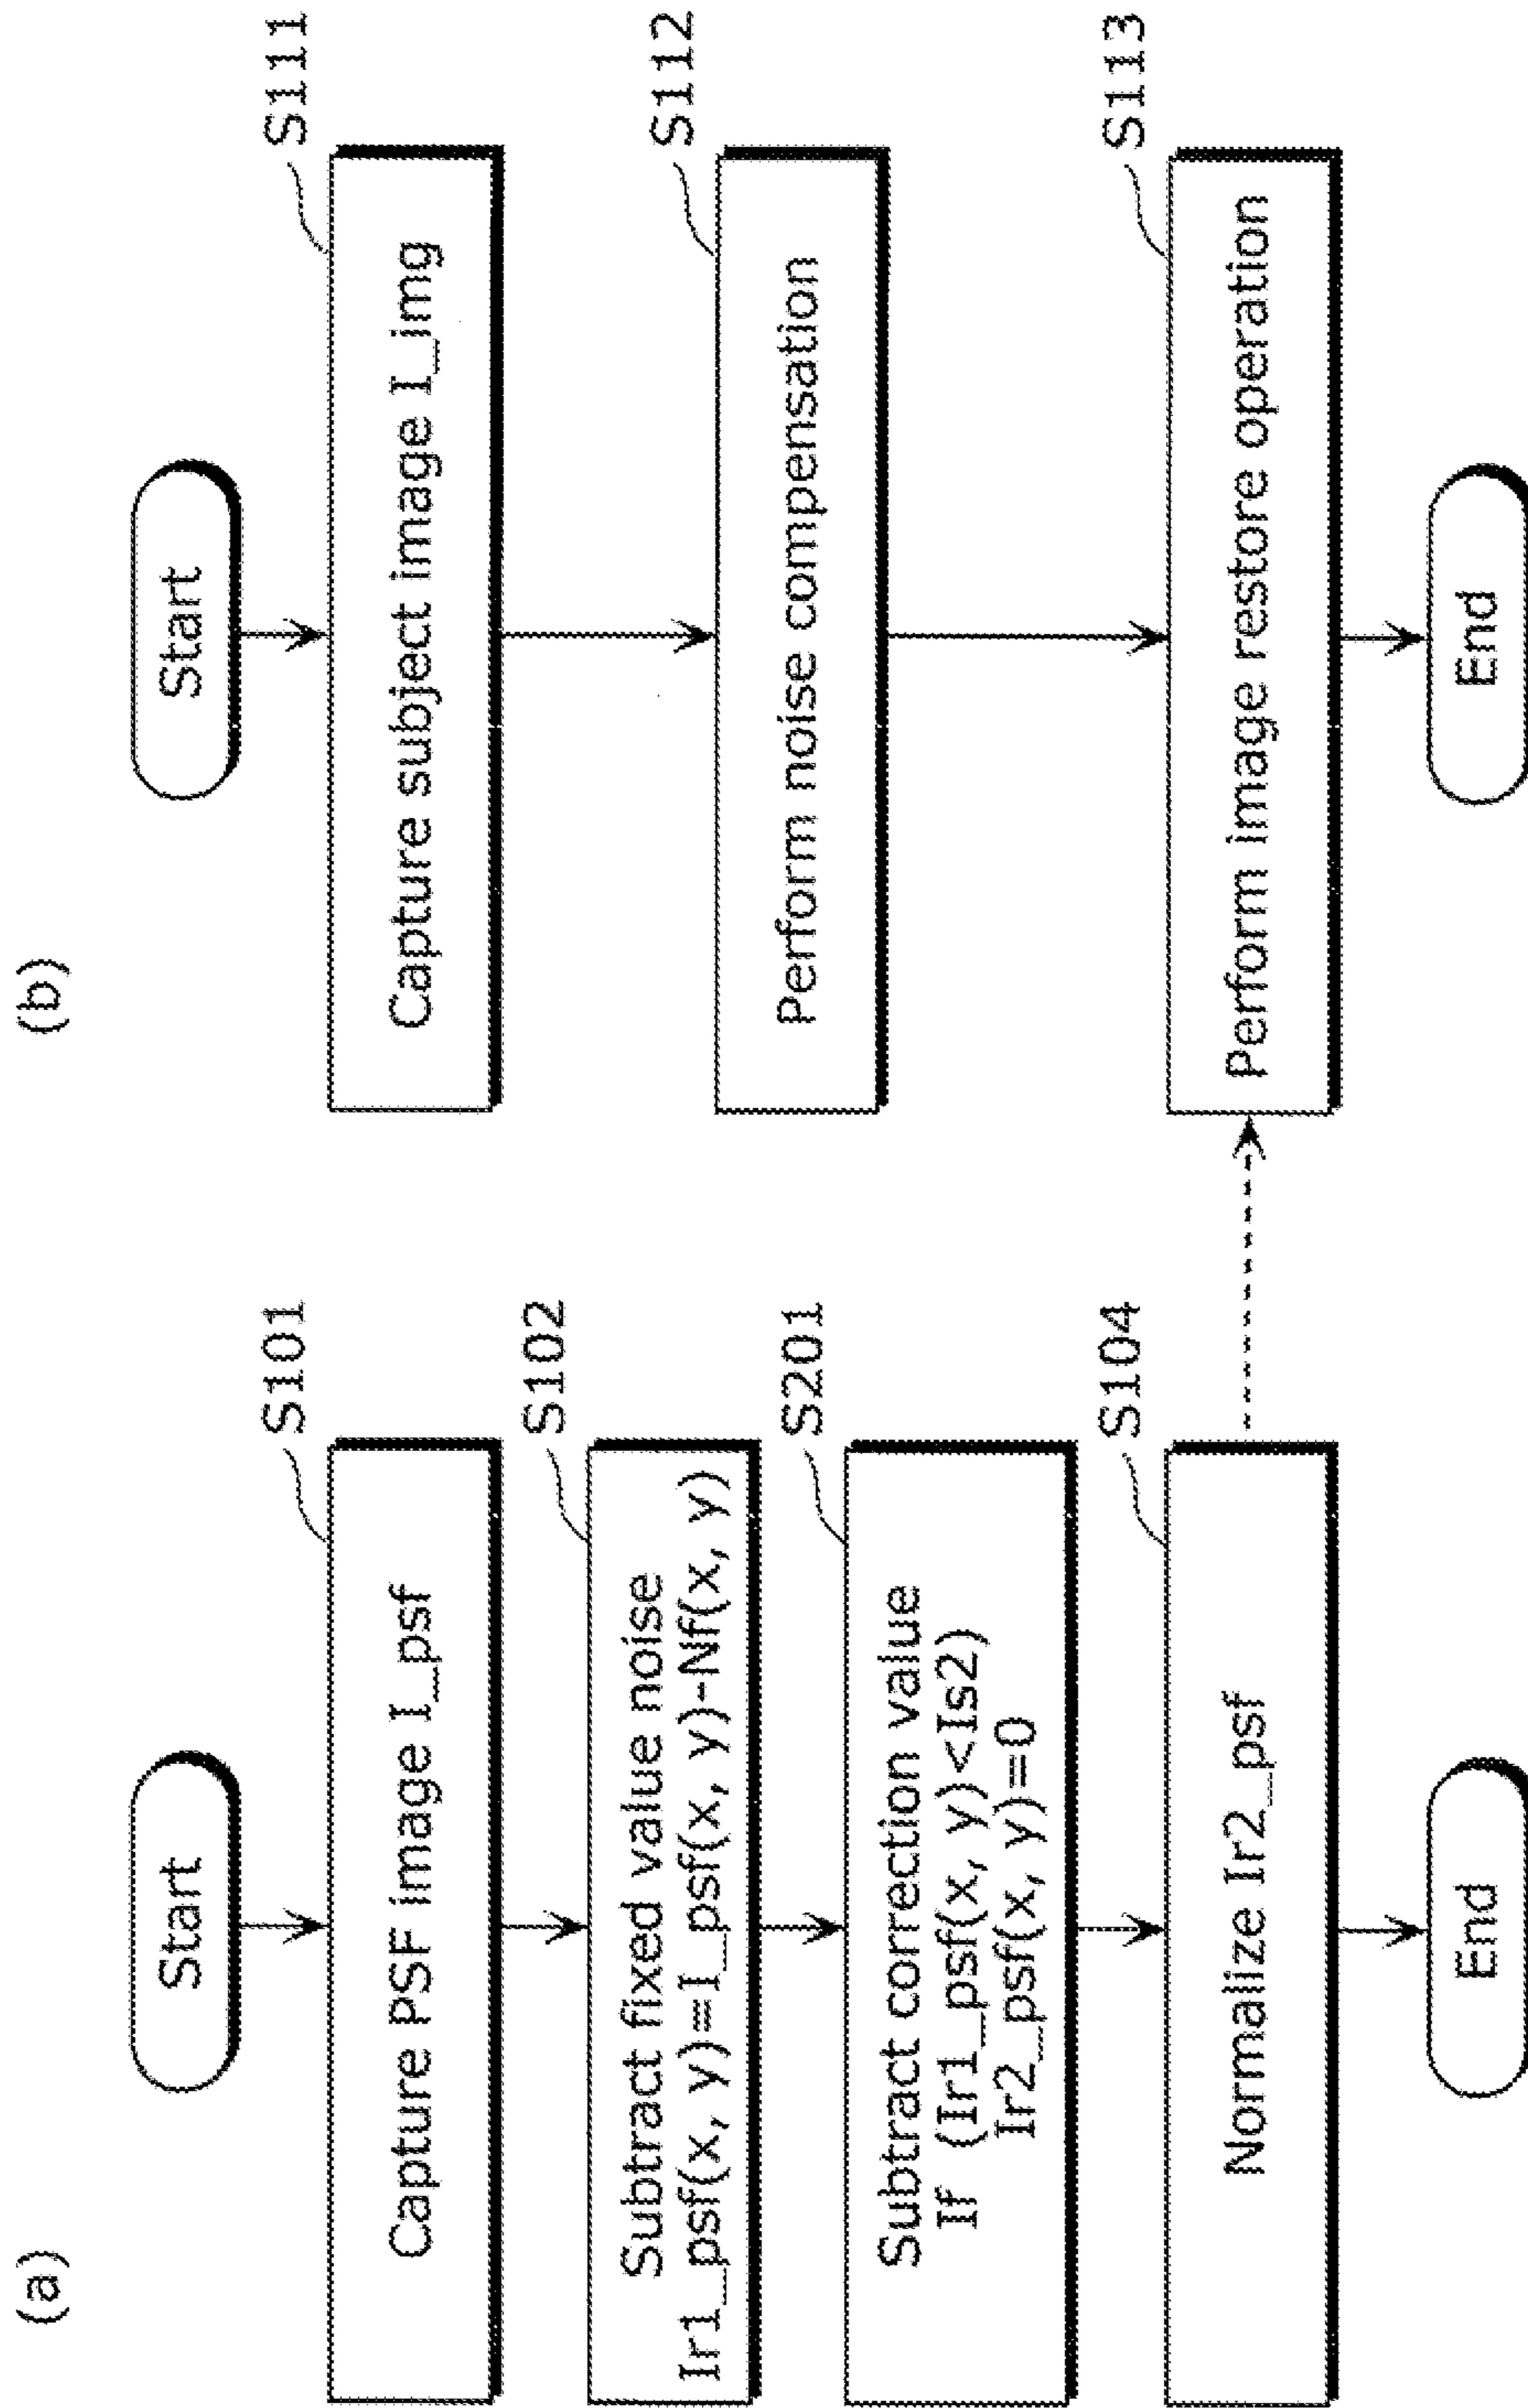 (a)
Start
S101
Capture PSF image I_psf
S102
Subtract fixed value noise
Ir1_psf(x, y)=I_psf(x, y)-Nf(x, y)
S201
Subtract correction value
If (Ir1_psf(x, y)<Is2)
Ir2_psf(x, y)=0
S104
Normalize Ir2_psf
End
(b)
Start
S111
Capture subject image I_img
S112
Perform noise compensation
S113
Perform image restore operation
End